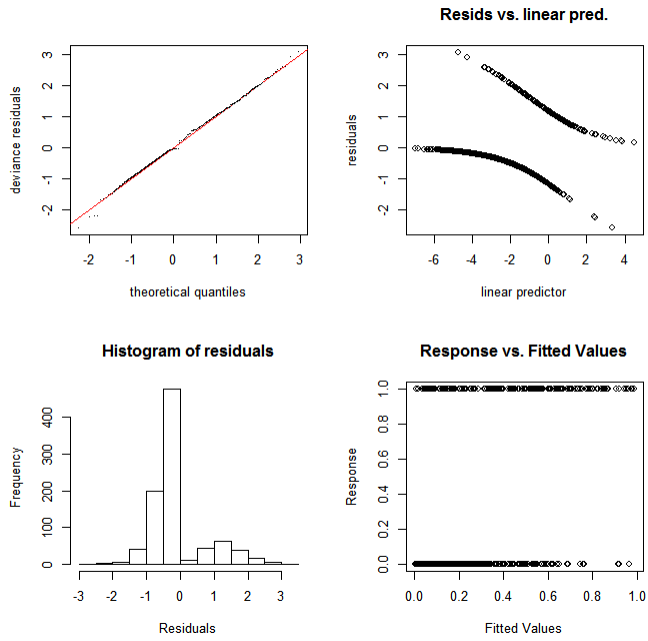 3
2
1
0
-1
-2
deviance residuals
-2 -1 0 1 2 3
theoretical quantiles
Resids vs. linear pred.
3
2
1
0
-1
-2
residuals
-6 -4 -2 0 2 4
linear predictor
Histogram of residuals
400
300
200
100
0
Frequency
-3 -2 -1 0 1 2 3
Residuals
Response vs. Fitted Values
1.0
0.8
0.6
0.4
0.2
0.0
Response
0.0 0.2 0.4 0.6 0.8 1.0
Fitted Values